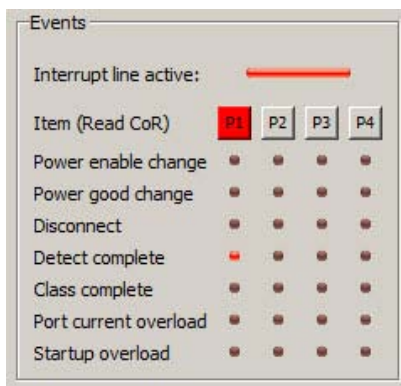 Events
Interrupt line active:
Item (Read CoR) P1 P2 P3 P4
Power enable change
Power good change
Disconnect
Detect complete
Class complete
Port current overload
Startup overload